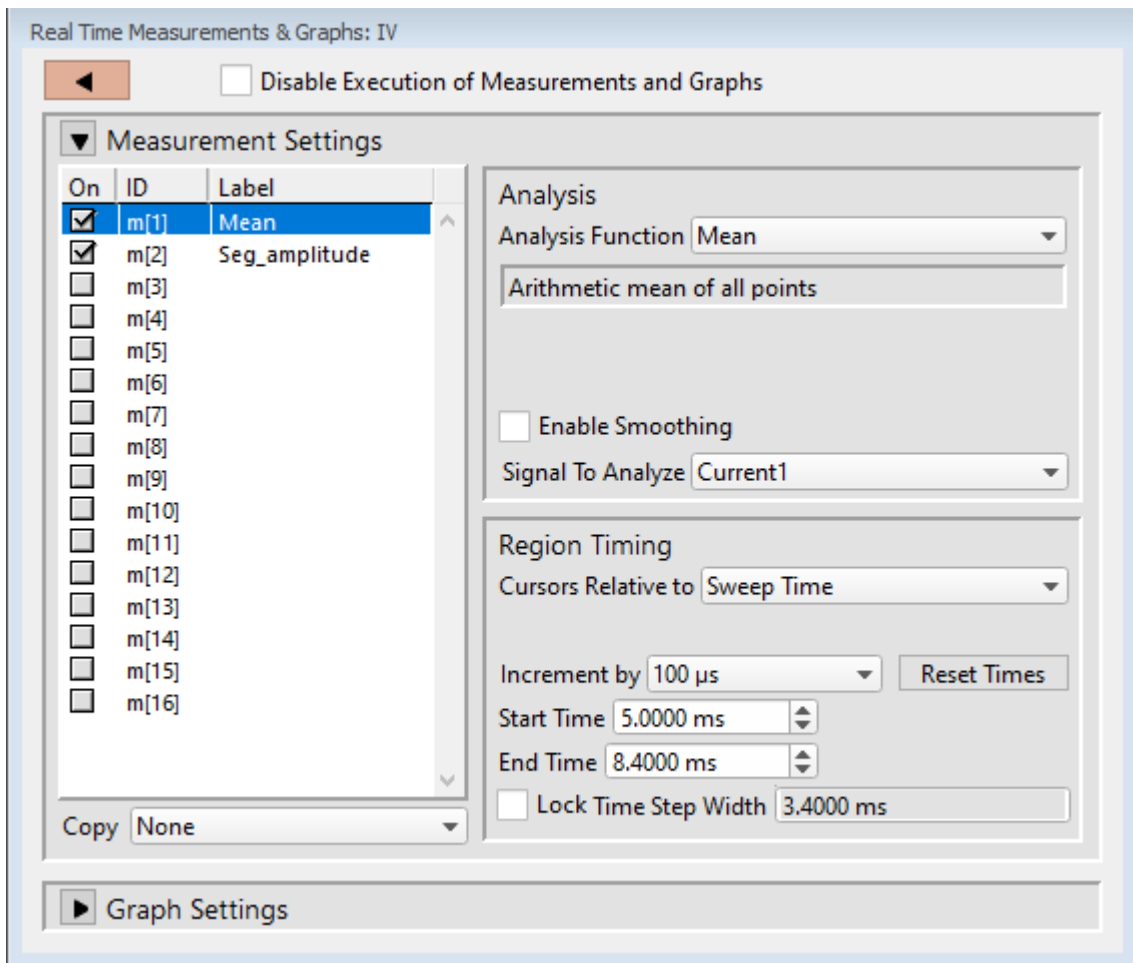 Real Time Measurements & Graphs: IV
Disable Execution of Measurements and Graphs
Measurement Settings
On ID Label
m[1] Mean
m[2] Seg_amplitude
m[3]
m[4]
m[5]
m[6]
m[7]
m[8]
m[9]
m[10]
m[11]
m[12]
m[13]
m[14]
m[15]
m[16]
Copy None
Analysis
Analysis Function Mean
Arithmetic mean of all points
Enable Smoothing
Signal To Analyze Current1
Region Timing
Cursors Relative to Sweep Time
Increment by 100 µs Reset Times
Start Time 5.0000 ms
End Time 8.4000 ms
Lock Time Step Width 3.4000 ms
Graph Settings